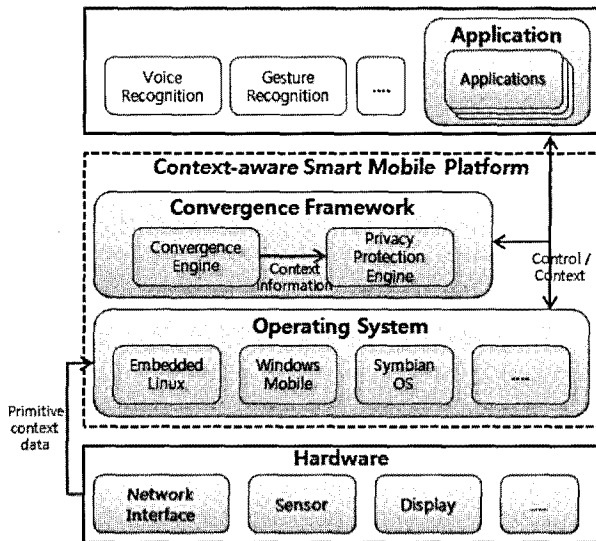 Application
Voice
Recognition
Gesture
Recognition
....
Applications
Context-aware Smart Mobile Platform
Convergence Framework
Convergence
Engine
Context
Information
Privacy
Protection
Engine
Control /
Context
Operating System
Embedded
Linux
Windows
Mobile
Symbian
OS
....
Primitive
context
data
Hardware
Network
Interface
Sensor
Display
....